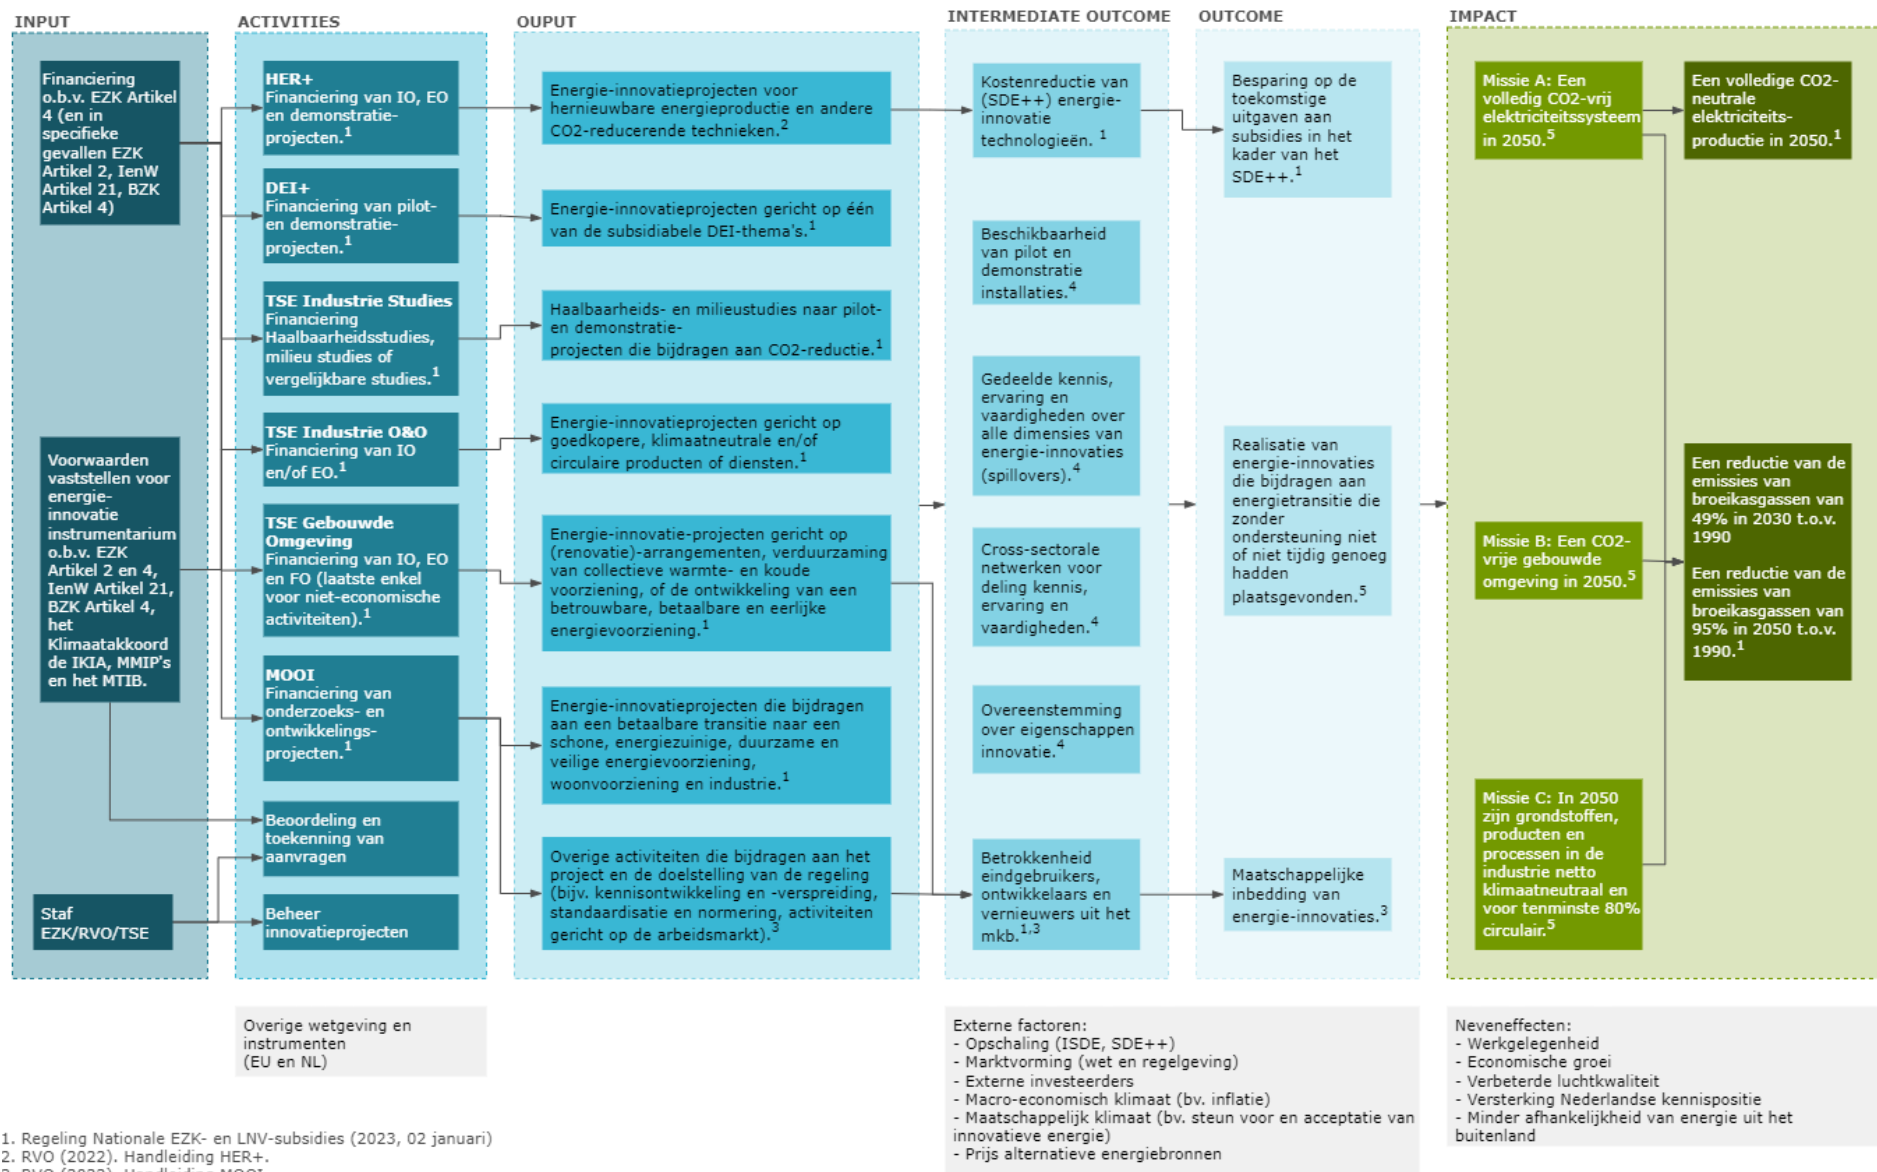 INPUT
Financiering
o.b.v. EZK Artikel
4 (en in
specifieke
gevallen EZK
Artikel 2, IenW
Artikel 21, BZK
Artikel 4)
Voorwaarden
vaststellen voor
energie-
innovatie
instrumentarium
o.b.v. EZK
Artikel 2 en 4,
IenW Artikel 21,
BZK Artikel 4,
het
Klimaatakkoord
de IKIA, MMIP's
en het MTIB.
Staf
EZK/RVO/TSE
ACTIVITIES
HER+
Financiering van IO, EO
en demonstratie-
projecten.1
DEI+
Financiering van pilot-
en demonstratie-
projecten.1
TSE Industrie Studies
Financiering
Haalbaarheidsstudies,
milieu studies of
vergelijkbare studies.1
TSE Industrie O&O
Financiering van IO
en/of EO.1
TSE Gebouwde
Omgeving
Financiering van IO, EO
en FO (laatste enkel
voor niet-economische
activiteiten).1
MOOI
Financiering van
onderzoeks- en
ontwikkelings-
projecten.1
Beoordeling en
toekenning van
aanvragen
Beheer
innovatieprojecten
OUPUT
Energie-innovatieprojecten voor
hernieuwbare energieproductie en andere
CO2-reducerende technieken.2
Energie-innovatieprojecten gericht op één
van de subsidiabele DEI-thema's.1
Haalbaarheids- en milieustudies naar pilot-
en demonstratie-
projecten die bijdragen aan CO2-reductie.1
Energie-innovatieprojecten gericht op
goedkopere, klimaatneutrale en/of
circulaire producten of diensten.1
Energie-innovatie-projecten gericht op
(renovatie)-arrangementen, verduurzaming
van collectieve warmte- en koude
voorziening, of de ontwikkeling van een
betrouwbare, betaalbare en eerlijke
energievoorziening.1
Energie-innovatieprojecten die bijdragen
aan een betaalbare transitie naar een
schone, energiezuinige, duurzame en
veilige energievoorziening,
woonvoorziening en industrie.1
Overige activiteiten die bijdragen aan het
project en de doelstelling van de regeling
(bijv. kennisontwikkeling en -verspreiding,
standaardisatie en normering, activiteiten
gericht op de arbeidsmarkt).3
INTERMEDIATE OUTCOME
Kostenreductie van
(SDE++) energie-
innovatie
technologieën. 1
Beschikbaarheid
van pilot en
demonstratie
installaties.4
Gedeelde kennis,
ervaring en
vaardigheden over
alle dimensies van
energie-innovaties
(spillovers).4
Cross-sectorale
netwerken voor
deling kennis,
ervaring en
vaardigheden.4
Overeenstemming
over eigenschappen
innovatie.4
Betrokkenheid
eindgebruikers,
ontwikkelaars en
vernieuwers uit het
mkb.1,3
OUTCOME
Besparing op de
toekomstige
uitgaven aan
subsidies in het
kader van het
SDE++.1
Realisatie van
energie-innovaties
die bijdragen aan
energietransitie die
zonder
ondersteuning niet
of niet tijdig genoeg
hadden
plaatsgevonden.5
Maatschappelijke
inbedding van
energie-innovaties.3
IMPACT
Missie A: Een
volledig CO2-vrij
elektriciteitssysteem
in 2050.5
Een volledige CO2-
neutrale
elektriciteits-
productie in 2050.1
Missie B: Een CO2-
vrije gebouwde
omgeving in 2050.5
Een reductie van de
emissies van
broeikasgassen van
49% in 2030 t.o.v.
1990
Een reductie van de
emissies van
broeikasgassen van
95% in 2050 t.o.v.
1990.1
Missie C: In 2050
zijn grondstoffen,
producten en
processen in de
industrie netto
klimaatneutraal en
voor tenminste 80%
circulair.5
Overige wetgeving en
instrumenten
(EU en NL)
Externe factoren:
- Opschaling (ISDE, SDE++)
- Marktvorming (wet en regelgeving)
- Externe investeerders
- Macro-economisch klimaat (bv. inflatie)
- Maatschappelijk klimaat (bv. steun voor en acceptatie van
innovatieve energie)
- Prijs alternatieve energiebronnen
Neveneffecten:
- Werkgelegenheid
- Economische groei
- Verbeterde luchtkwaliteit
- Versterking Nederlandse kennispositie
- Minder afhankelijkheid van energie uit het
buitenland
1. Regeling Nationale EZK- en LNV-subsidies (2023, 02 januari)
2. RVO (2022). Handleiding HER+.
3. RVO (2022). Handleiding MOOI